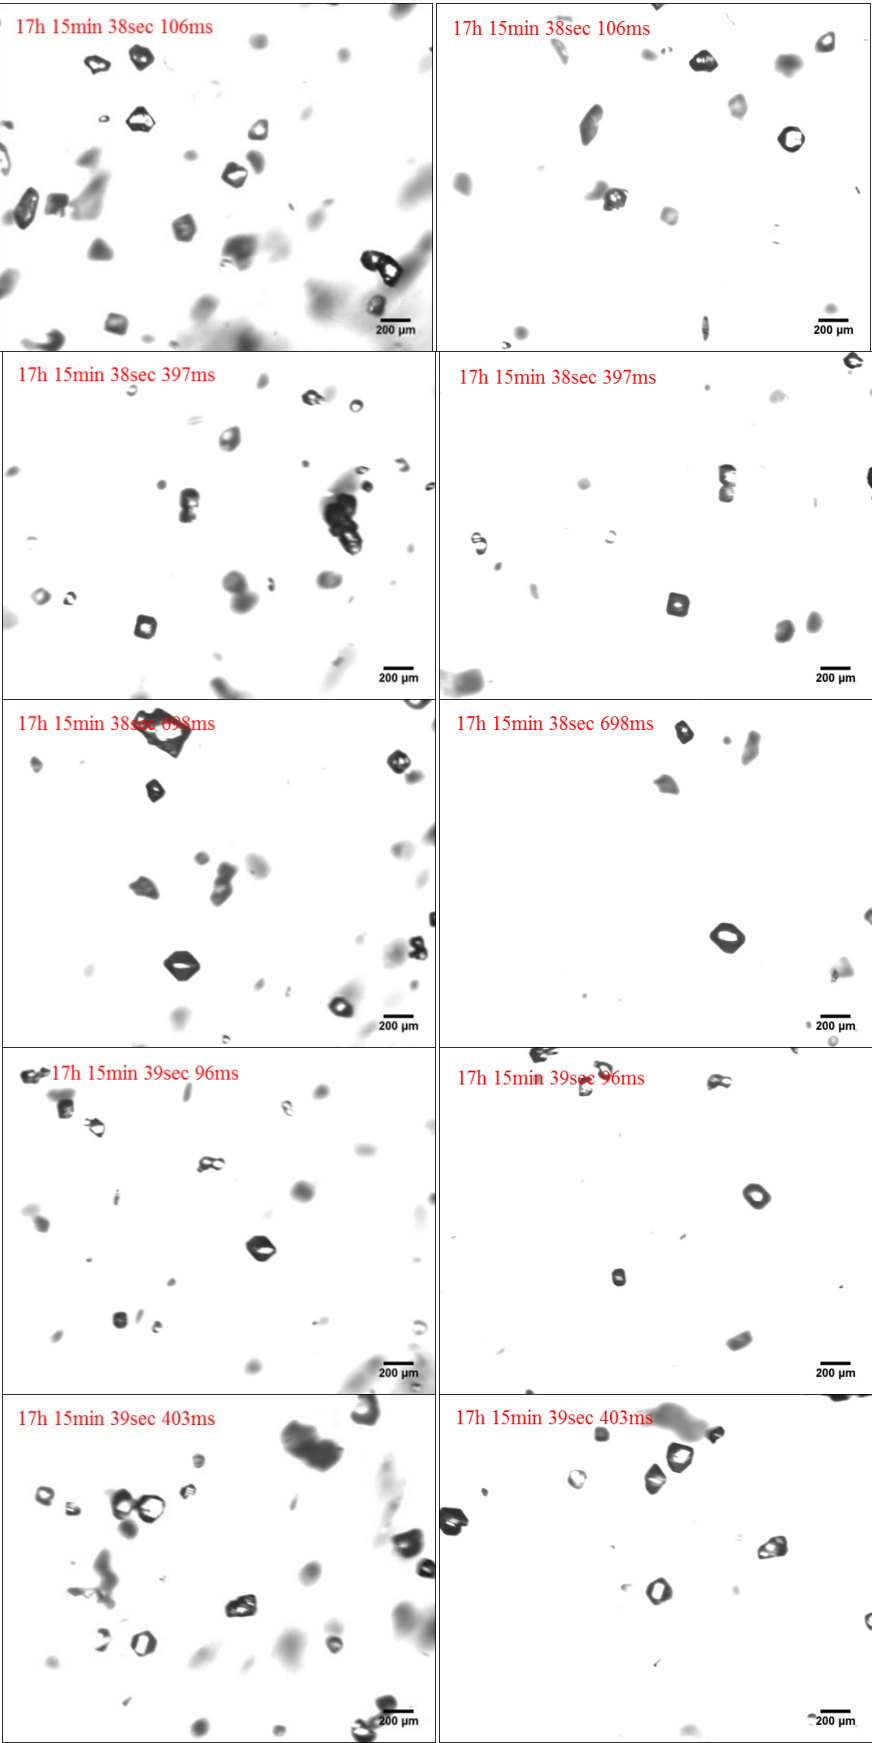 17h 15min 38sec 106ms
17h 15min 38sec 106ms
200 µm
200 µm
17h 15min 38sec 397ms
17h 15min 38sec 397ms
200 µm
200 µm
17h 15min 38sec 698ms
17h 15min 38sec 698ms
200 µm
200 µm
17h 15min 39sec 96ms
17h 15min 39sec 96ms
200 µm
200 µm
17h 15min 39sec 403ms
17h 15min 39sec 403ms
200 µm
200 µm